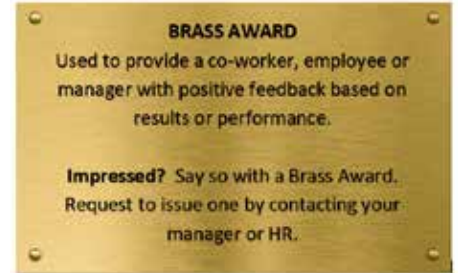 BRASS AWARD
Used to provide a co-worker, employee or
manager with positive feedback based on
results or performance.
Impressed? Say so with a Brass Award.
Request to issue one by contacting your
manager or HR.